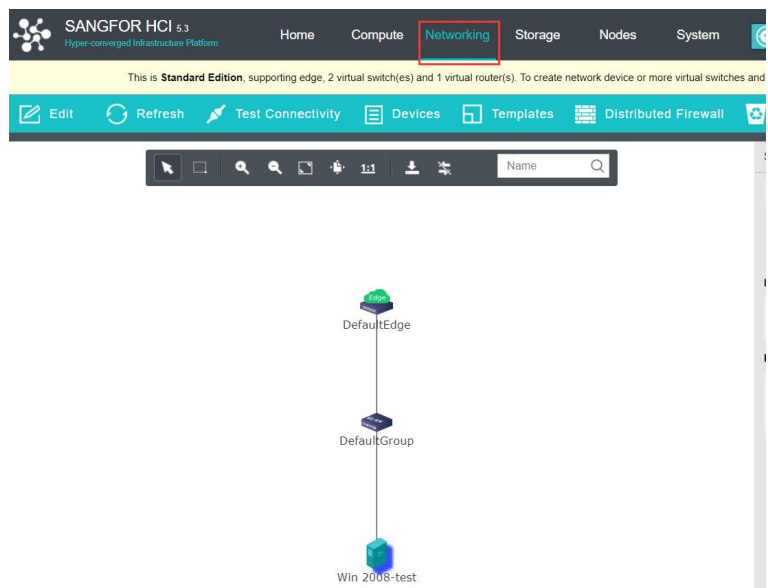 SANGFOR HCI 5.3
Hyper-converged Infrastructure Platform
Home Compute Networking Storage Nodes System
This is Standard Edition, supporting edge, 2 virtual switch(es) and 1 virtual router(s). To create network device or more virtual switches and
Edit Refresh Test Connectivity Devices Templates Distributed Firewall
1:1 Name
Edge
DefaultEdge
DefaultGroup
Win 2008-test